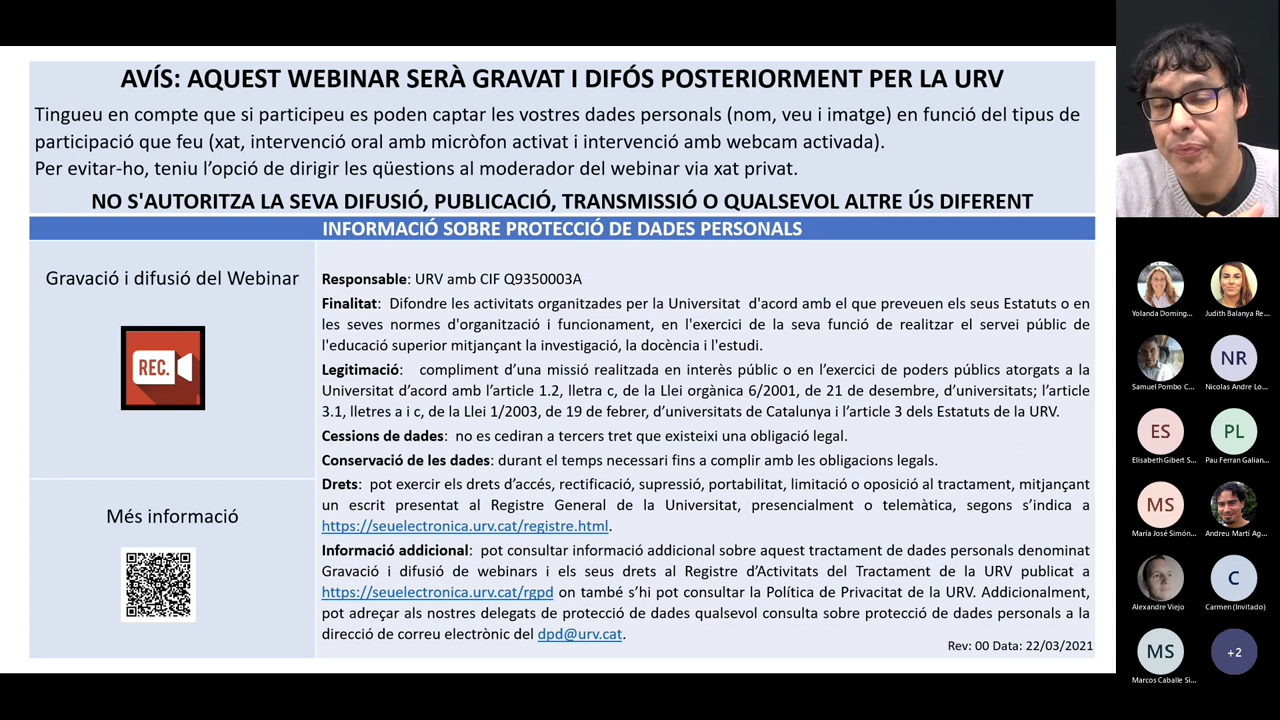 AVÍS: AQUEST WEBINAR SERÀ GRAVAT I DIFÓS POSTERIORMENT PER LA URV
Tingueu en compte que si participeu es poden captar les vostres dades personals (nom, veu i imatge) en funció del tipus de
participació que feu (xat, intervenció oral amb micròfon activat i intervenció amb webcam activada).
Per evitar-ho, teniu l’opció de dirigir les qüestions al moderador del webinar via xat privat.
NO S'AUTORITZA LA SEVA DIFUSIÓ, PUBLICACIÓ, TRANSMISSIÓ O QUALSEVOL ALTRE ÚS DIFERENT
INFORMACIÓ SOBRE PROTECCIÓ DE DADES PERSONALS
Gravació i difusió del Webinar
REC.
Més informació
Responsable: URV amb CIF Q9350003A
Finalitat: Difondre les activitats organitzades per la Universitat d'acord amb el que preveuen els seus Estatuts o en
les seves normes d'organització i funcionament, en l'exercici de la seva funció de realitzar el servei públic de
l'educació superior mitjançant la investigació, la docència i l'estudi.
Legitimació: compliment d’una missió realitzada en interès públic o en l’exercici de poders públics atorgats a la
Universitat d’acord amb l’article 1.2, lletra c, de la Llei orgànica 6/2001, de 21 de desembre, d’universitats; l’article
3.1, lletres a i c, de la Llei 1/2003, de 19 de febrer, d’universitats de Catalunya i l’article 3 dels Estatuts de la URV.
Cessions de dades: no es cediran a tercers tret que existeixi una obligació legal.
Conservació de les dades: durant el temps necessari fins a complir amb les obligacions legals.
Drets: pot exercir els drets d’accés, rectificació, supressió, portabilitat, limitació o oposició al tractament, mitjançant
un escrit presentat al Registre General de la Universitat, presencialment o telemàtica, segons s’indica a
https://seuelectronica.urv.cat/registre.html.
Informació addicional: pot consultar informació addicional sobre aquest tractament de dades personals denominat
Gravació i difusió de webinars i els seus drets al Registre d’Activitats del Tractament de la URV publicat a
https://seuelectronica.urv.cat/rgpd on també s’hi pot consultar la Política de Privacitat de la URV. Addicionalment,
pot adreçar als nostres delegats de protecció de dades qualsevol consulta sobre protecció de dades personals a la
direcció de correu electrònic del dpd@urv.cat.
Rev: 00 Data: 22/03/2021
Yolanda Doming...
Judith Balanya Re...
Samuel Pombo C...
NR
Nicolas Andre Lo...
ES
Elisabeth Gibert S...
PL
Pau Ferran Galian...
MS
María José Simón...
Andreu Martí Ag...
Alexandre Viejo
C
Carmen (Invitado)
MS
Marcos Caballe Si...
+2